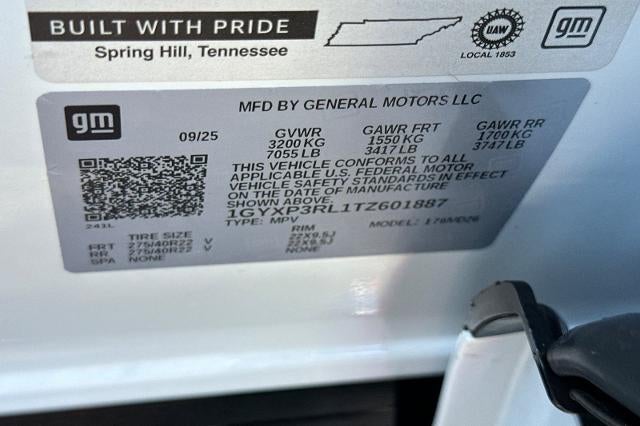 BUILT WITH PRIDE
Spring Hill, Tennessee
UAW
LOCAL 1853
gm
gm
MFD BY GENERAL MOTORS LLC
09/25 GVWR GAWR FRT GAWR RR
3200 KG 1550 KG 1700 KG
7055 LB 3417 LB 3747 LB
THIS VEHICLE CONFORMS TO ALL
APPLICABLE U.S. FEDERAL MOTOR
VEHICLE SAFETY STANDARDS IN EFFECT
ON THE DATE OF MANUFACTURE
SHOWN ABOVE.
1GYXP3RL1TZ601887
TYPE: MPV MODEL: 178MD26
241L
TIRE SIZE RIM
FRT 275/40R22 V 22X9.5J
RR 275/40R22 V 22X9.5J
SPA NONE NONE